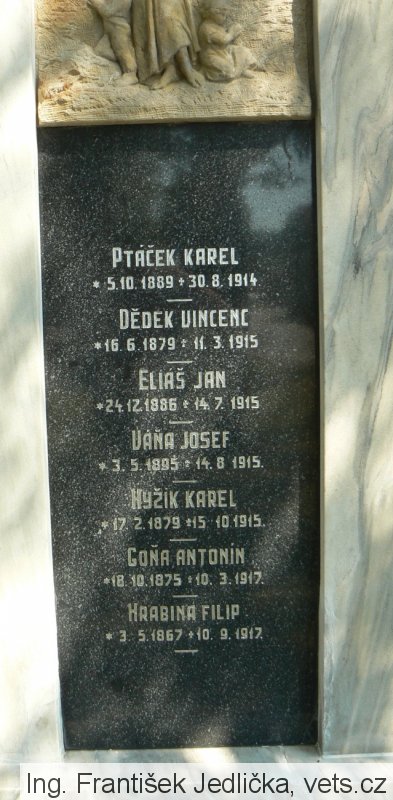 PTÁČEK KAREL
* 5.10.1889 + 30.8.1914
DĚDEK VINCENC
* 16.6.1879 + 11.3.1915
ELIÁŠ JAN
* 24.12.1886 + 14.7.1915
VÁŇA JOSEF
* 3.5.1895 + 14.8.1915.
HYŽIK KAREL
* 17.2.1879 + 15.10.1915.
GOŇA ANTONÍN
* 18.10.1875 + 10.3.1917.
HRABINA FILIP
* 3.5.1867 + 10.9.1917.
Ing. František Jedlička, vets.cz